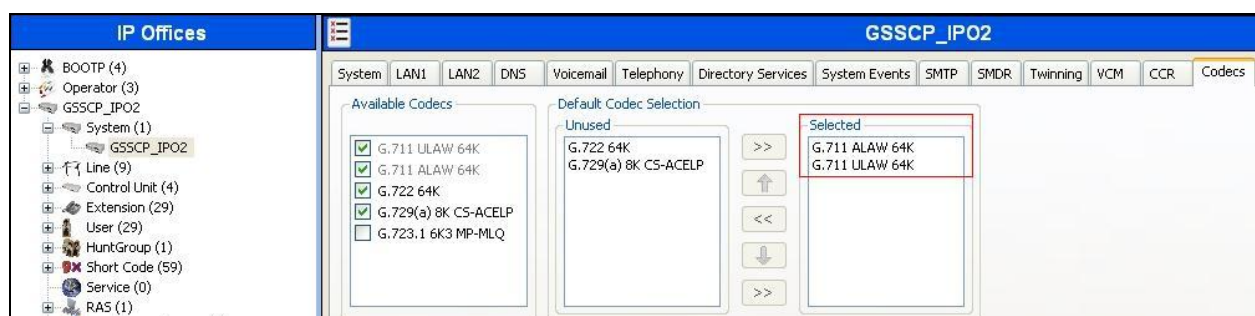 IP Offices
BOOTP (4)
Operator (3)
GSSCP_IPO2
System (1)
GSSCP_IPO2
Line (9)
Control Unit (4)
Extension (29)
User (29)
HuntGroup (1)
Short Code (59)
Service (0)
RAS (1)
GSSCP_IPO2
System LAN1 LAN2 DNS Voicemail Telephony Directory Services System Events SMTP SMDR Twinning VCM CCR Codecs
Available Codecs
G.711 ULAW 64K
G.711 ALAW 64K
G.722 64K
G.729(a) 8K CS-ACELP
G.723.1 6K3 MP-MLQ
Default Codec Selection
Unused
G.722 64K
G.729(a) 8K CS-ACELP
>>
<<
>>
Selected
G.711 ALAW 64K
G.711 ULAW 64K